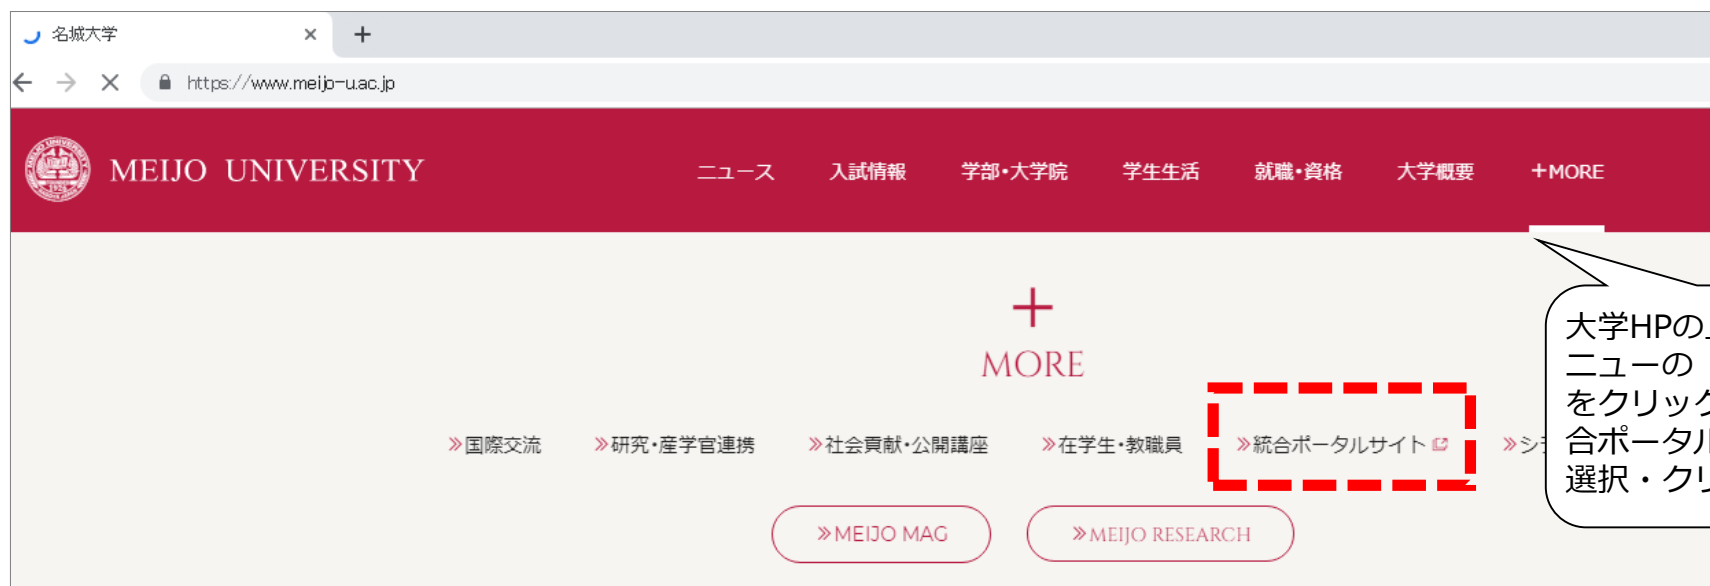 名城大学
https://www.meijo-u.ac.jp
MEIJO UNIVERSITY
ニュース 入試情報 学部・大学院 学生生活 就職・資格 大学概要 +MORE
+
MORE
»国際交流 »研究・産学官連携 »社会貢献・公開講座 »在学生・教職員 »統合ポータルサイト »シ
»MEIJO MAG »MEIJO RESEARCH
大学HPの
ニューの
をクリック
合ポータル
選択・クリ